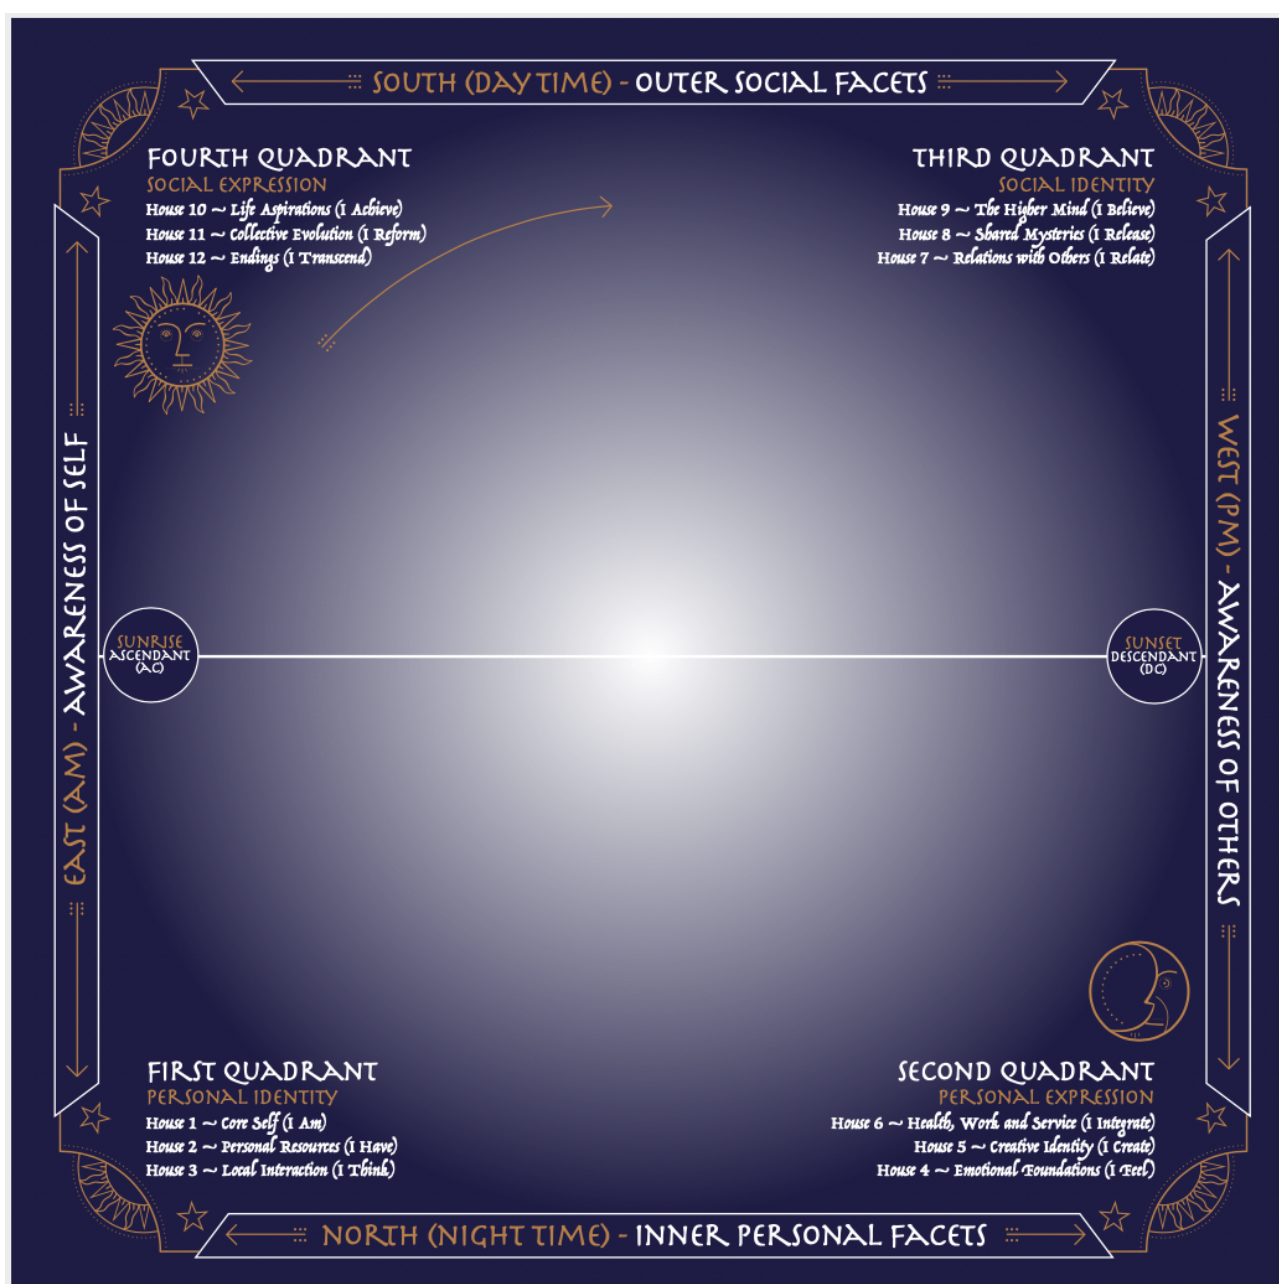 SOUTH (DAY TIME) - OUTER SOCIAL FACETS
FOURTH QUADRANT
SOCIAL EXPRESSION
House 10 ~ Life Aspirations (I Achieve)
House 11 ~ Collective Evolution (I Reform)
House 12 ~ Endings (I Transcend)
THIRD QUADRANT
SOCIAL IDENTITY
House 9 ~ The Higher Mind (I Believe)
House 8 ~ Shared Mysteries (I Release)
House 7 ~ Relations with Others (I Relate)
EAST (AM) - AWARENESS OF SELF
WEST (PM) - AWARENESS OF OTHERS
SUNRISE
ASCENDANT
(AC)
SUNSET
DESCENDANT
(DC)
FIRST QUADRANT
PERSONAL IDENTITY
House 1 ~ Core Self (I Am)
House 2 ~ Personal Resources (I Have)
House 3 ~ Local Interaction (I Think)
SECOND QUADRANT
PERSONAL EXPRESSION
House 6 ~ Health, Work and Service (I Integrate)
House 5 ~ Creative Identity (I Create)
House 4 ~ Emotional Foundations (I Feel)
NORTH (NIGHT TIME) - INNER PERSONAL FACETS